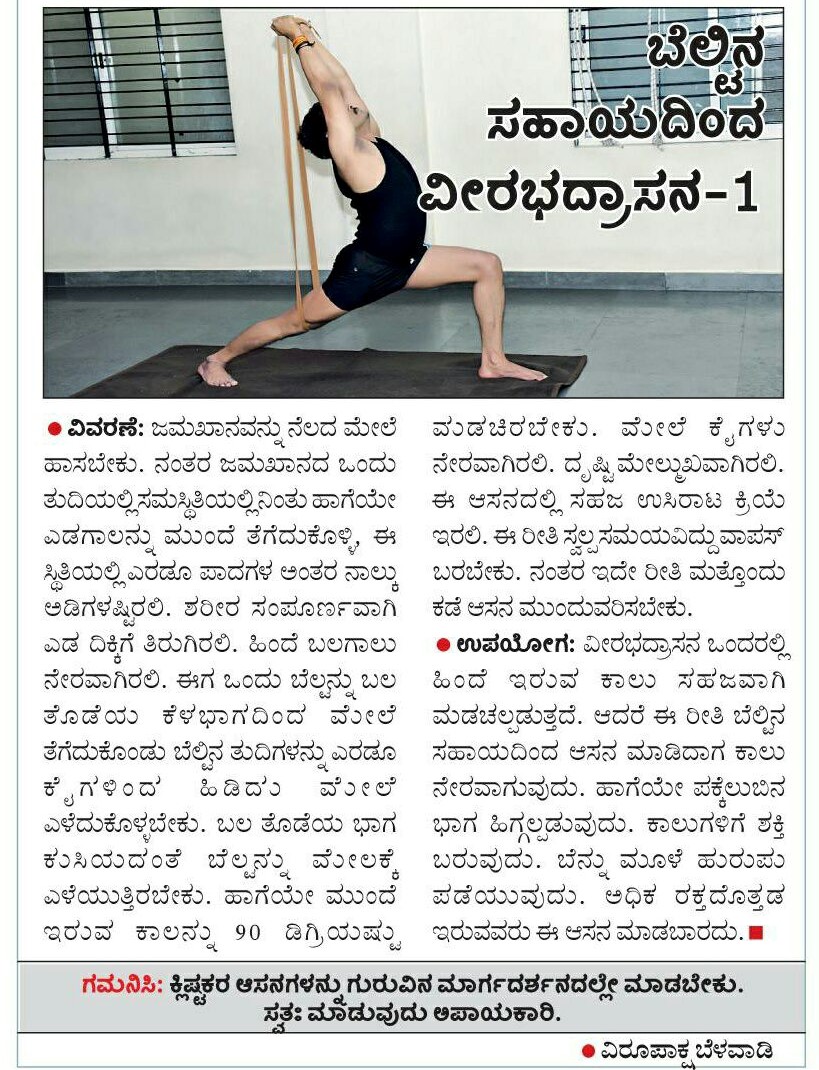 ಬೆಲ್ಟಿನ
ಸಹಾಯದಿಂದ
ವೀರಭದ್ರಾಸನ-1
● ವಿವರಣೆ: ಜಮಖಾನವನ್ನು ನೆಲದ ಮೇಲೆ
ಹಾಸಬೇಕು. ನಂತರ ಜಮಖಾನದ ಒಂದು
ತುದಿಯಲ್ಲಿ ಸಮಸ್ಥಿತಿಯಲ್ಲಿ ನಿಂತು ಹಾಗೆಯೇ
ಎಡಗಾಲನ್ನು ಮುಂದೆ ತೆಗೆದುಕೊಳ್ಳಿ, ಈ
ಸ್ಥಿತಿಯಲ್ಲಿ ಎರಡೂ ಪಾದಗಳ ಅಂತರ ನಾಲ್ಕು
ಅಡಿಗಳಷ್ಟಿರಲಿ. ಶರೀರ ಸಂಪೂರ್ಣವಾಗಿ
ಎಡ ದಿಕ್ಕಿಗೆ ತಿರುಗಿರಲಿ. ಹಿಂದೆ ಬಲಗಾಲು
ನೇರವಾಗಿರಲಿ. ಈಗ ಒಂದು ಬೆಲ್ಟನ್ನು ಬಲ
ತೊಡೆಯ ಕೆಳಭಾಗದಿಂದ ಮೇಲೆ
ತೆಗೆದುಕೊಂಡು ಬೆಲ್ಟಿನ ತುದಿಗಳನ್ನು ಎರಡೂ
ಕೈಗಳಿಂದ ಹಿಡಿದು ಮೇಲೆ
ಎಳೆದುಕೊಳ್ಳಬೇಕು. ಬಲ ತೊಡೆಯ ಭಾಗ
ಕುಸಿಯದಂತೆ ಬೆಲ್ಟನ್ನು ಮೇಲಕ್ಕೆ
ಎಳೆಯುತ್ತಿರಬೇಕು. ಹಾಗೆಯೇ ಮುಂದೆ
ಇರುವ ಕಾಲನ್ನು 90 ಡಿಗ್ರಿಯಷ್ಟು
ಮಡಚಿರಬೇಕು. ಮೇಲೆ ಕೈಗಳು
ನೇರವಾಗಿರಲಿ. ದೃಷ್ಟಿ ಮೇಲ್ಮುಖವಾಗಿರಲಿ.
ಈ ಆಸನದಲ್ಲಿ ಸಹಜ ಉಸಿರಾಟ ಕ್ರಿಯೆ
ಇರಲಿ. ಈ ರೀತಿ ಸ್ವಲ್ಪ ಸಮಯವಿದ್ದು ವಾಪಸ್
ಬರಬೇಕು. ನಂತರ ಇದೇ ರೀತಿ ಮತ್ತೊಂದು
ಕಡೆ ಆಸನ ಮುಂದುವರಿಸಬೇಕು.
● ಉಪಯೋಗ: ವೀರಭದ್ರಾಸನ ಒಂದರಲ್ಲಿ
ಹಿಂದೆ ಇರುವ ಕಾಲು ಸಹಜವಾಗಿ
ಮಡಚಲ್ಪಡುತ್ತದೆ. ಆದರೆ ಈ ರೀತಿ ಬೆಲ್ಟಿನ
ಸಹಾಯದಿಂದ ಆಸನ ಮಾಡಿದಾಗ ಕಾಲು
ನೇರವಾಗುವುದು. ಹಾಗೆಯೇ ಪಕ್ಕೆಲುಬಿನ
ಭಾಗ ಹಿಗ್ಗಲ್ಪಡುವುದು. ಕಾಲುಗಳಿಗೆ ಶಕ್ತಿ
ಬರುವುದು. ಬೆನ್ನು ಮೂಳೆ ಹುರುಪು
ಪಡೆಯುವುದು. ಅಧಿಕ ರಕ್ತದೊತ್ತಡ
ಇರುವವರು ಈ ಆಸನ ಮಾಡಬಾರದು. ■
ಗಮನಿಸಿ: ಕ್ಲಿಷ್ಟಕರ ಆಸನಗಳನ್ನು ಗುರುವಿನ ಮಾರ್ಗದರ್ಶನದಲ್ಲೇ ಮಾಡಬೇಕು.
ಸ್ವತಃ ಮಾಡುವುದು ಅಪಾಯಕಾರಿ.
● ವಿರೂಪಾಕ್ಷ ಬೆಳವಾಡಿ